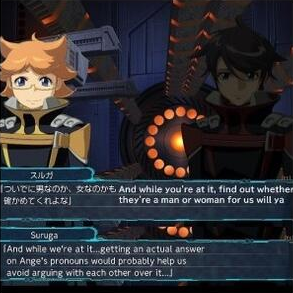 スルガ
「ついでに男なのか、女なのかも
確かめてくれよな」
And while you're at it, find out whether
they're a man or woman for us will ya
Suruga
「And while we're at it...getting an actual answer
on Ange's pronouns would probably help us
avoid arguing with each other over it...」